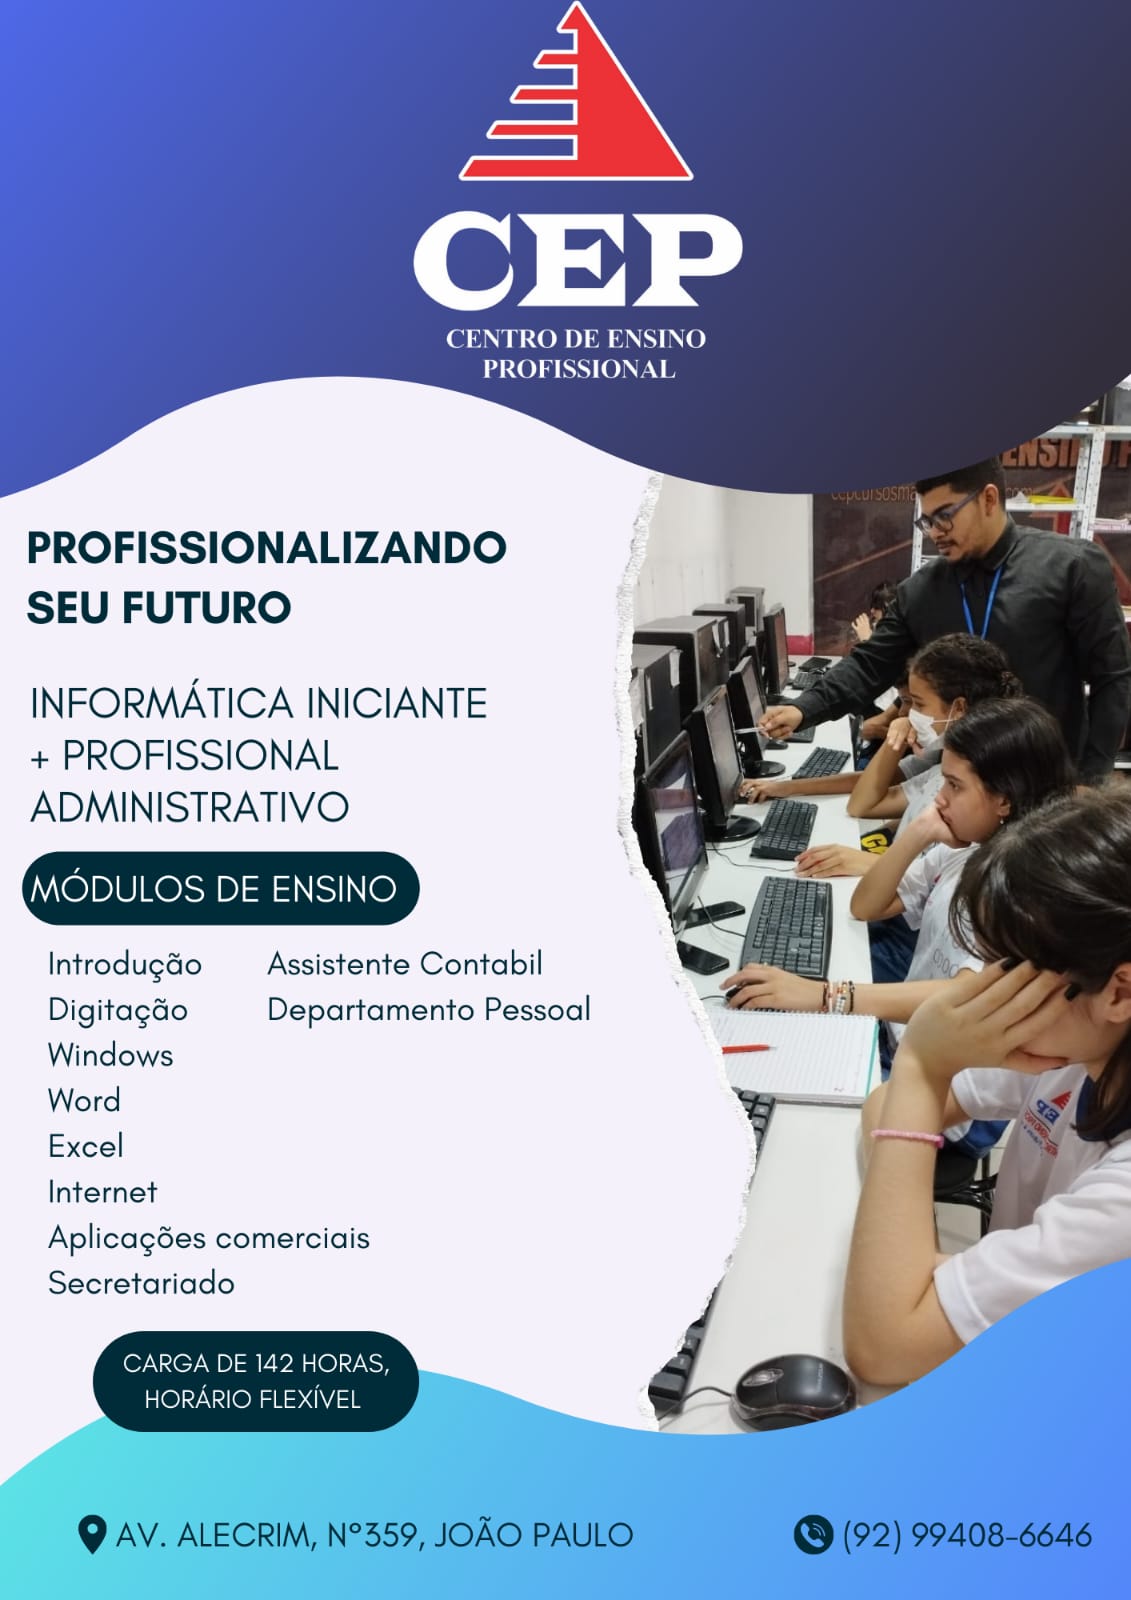 CEP
CENTRO DE ENSINO
PROFISSIONAL
PROFISSIONALIZANDO
SEU FUTURO
INFORMÁTICA INICIANTE
+ PROFISSIONAL
ADMINISTRATIVO
MÓDULOS DE ENSINO
Introdução
Digitação
Windows
Word
Excel
Internet
Aplicações comerciais
Secretariado
Assistente Contabil
Departamento Pessoal
CARGA DE 142 HORAS,
HORÁRIO FLEXÍVEL
AV. ALECRIM, N°359, JOÃO PAULO
(92) 99408-6646